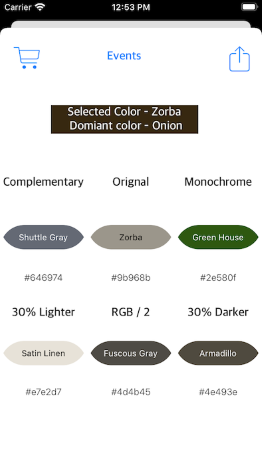 Carrier 12:53 PM
Events
Selected Color - Zorba
Domiant color - Onion
Complementary Orignal Monochrome
Shuttle Gray Zorba Green House
#646974 #9b968b #2e580f
30% Lighter RGB / 2 30% Darker
Satin Linen Fuscous Gray Armadillo
#e7e2d7 #4d4b45 #4e493e